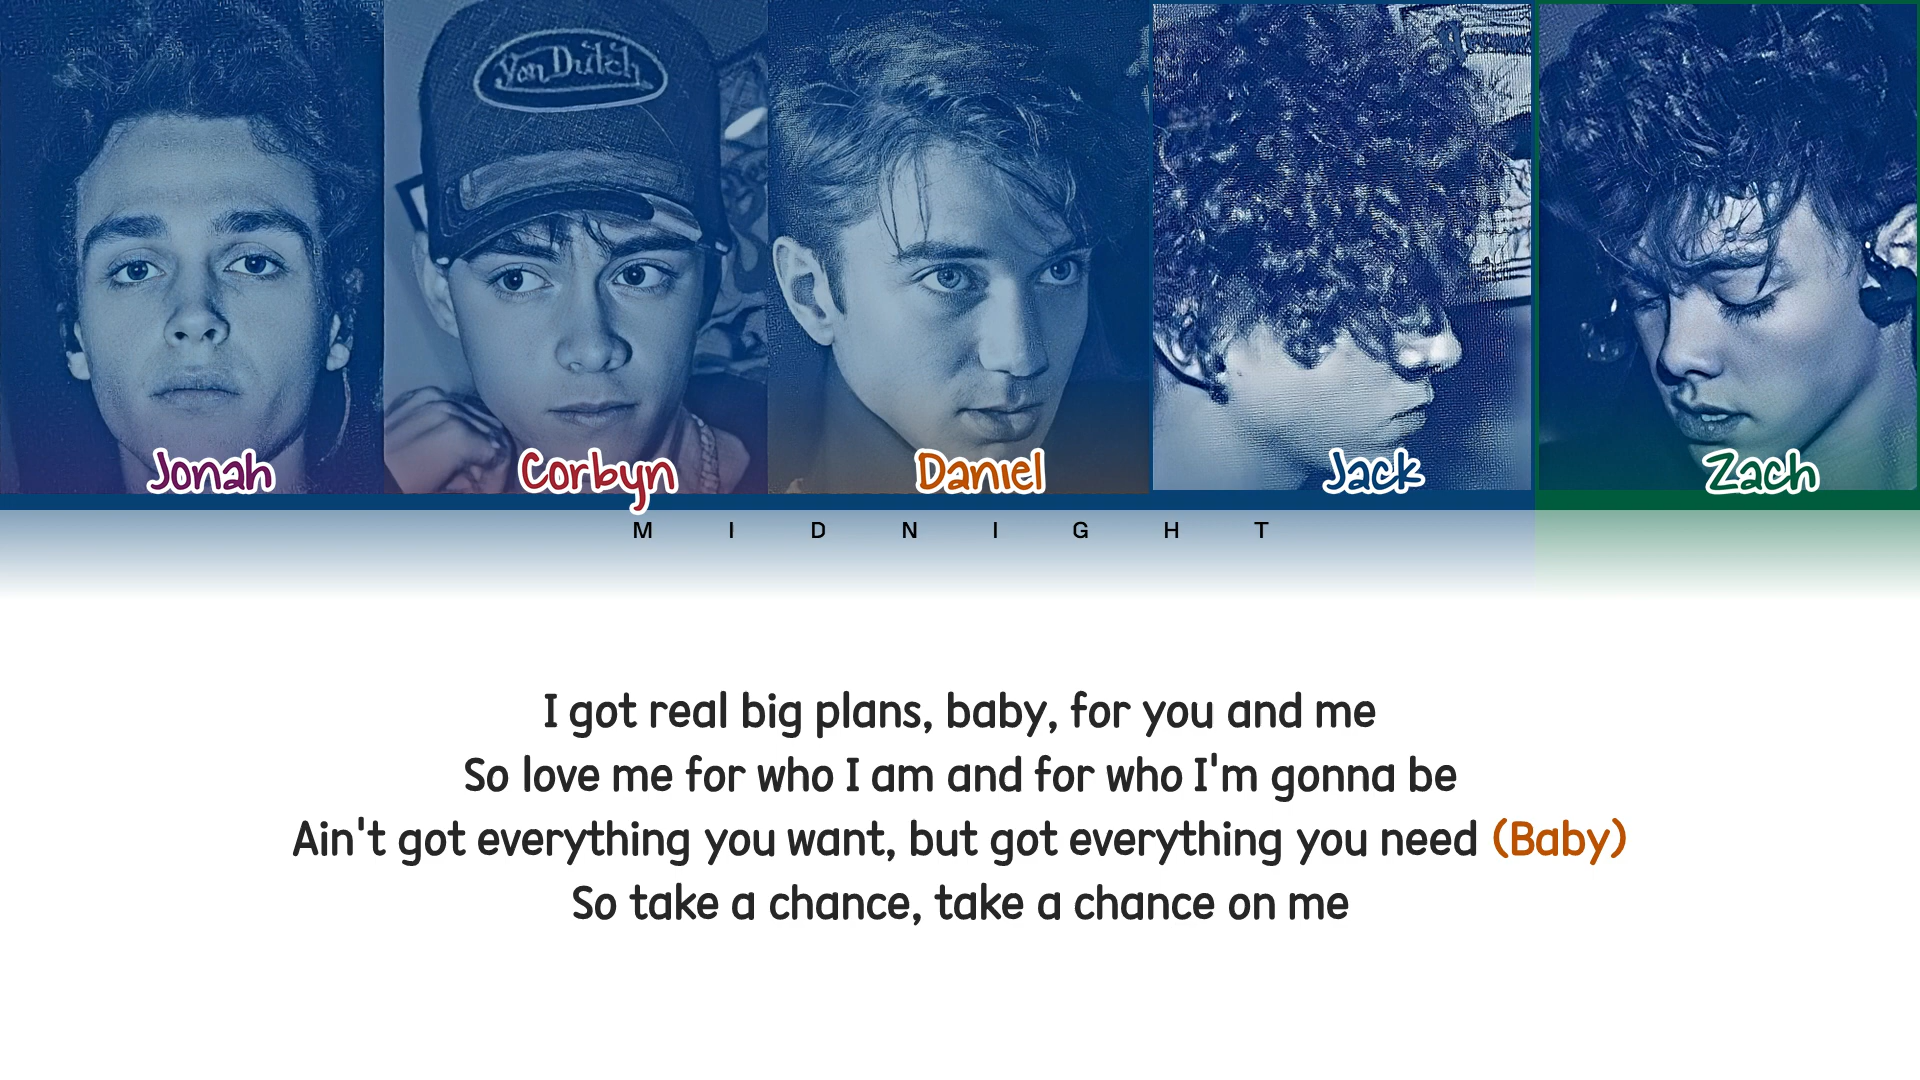 Von Dutch
Jonah
Corbyn
Daniel
Jack
Zach
MIDNIGHT
I got real big plans, baby, for you and me
So love me for who I am and for who I'm gonna be
Ain't got everything you want, but got everything you need (Baby)
So take a chance, take a chance on me